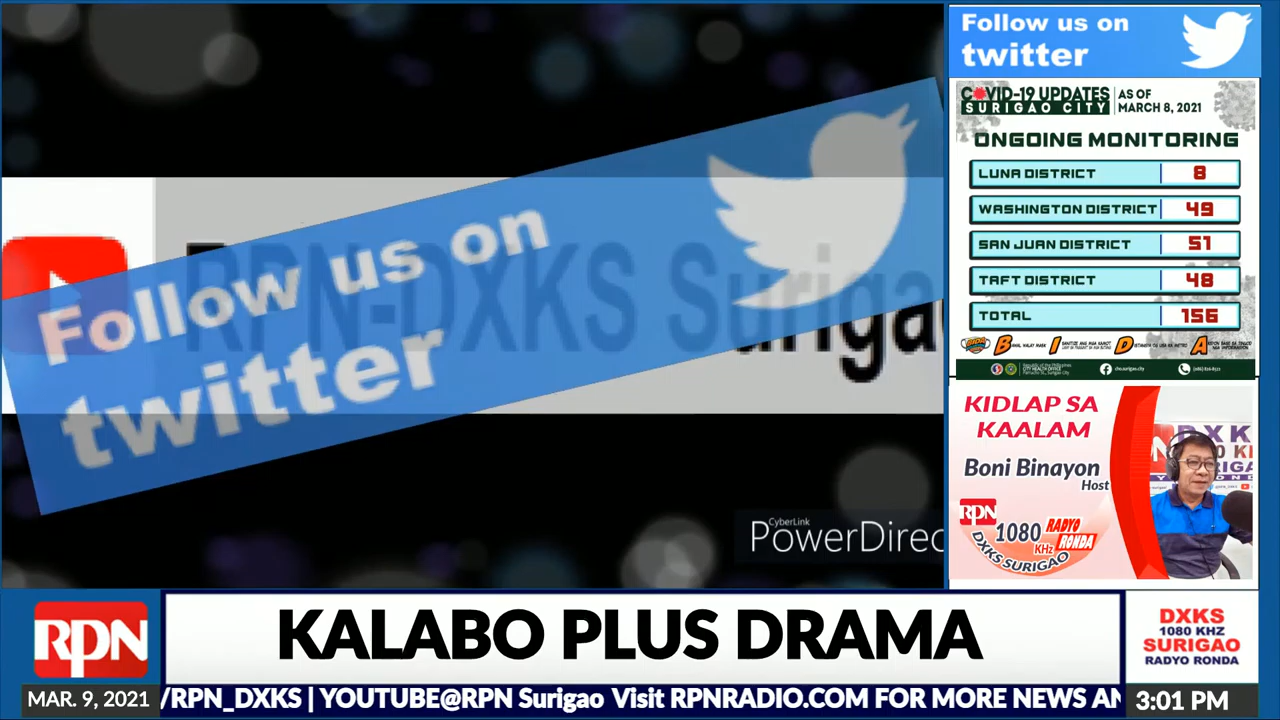 Follow us on
twitter
RPN-DXKS Suriga
CyberLink
PowerDirec
Follow us on
twitter
COVID-19 UPDATES
SURIGAO CITY
AS OF
MARCH 8, 2021
ONGOING MONITORING
LUNA DISTRICT 8
WASHINGTON DISTRICT 49
SAN JUAN DISTRICT 51
TAFT DISTRICT 48
TOTAL 156
B I D A
CITY HEALTH OFFICE
KIDLAP SA
KAALAM
Boni Binayon
Host
RPN
1080
KHz
RADYO
RONDA
DXKS SURIGAO
RPN
KALABO PLUS DRAMA
DXKS
1080 KHZ
SURIGAO
RADYO RONDA
MAR. 9, 2021
/RPN_DXKS | YOUTUBE@RPN Surigao Visit RPNRADIO.COM FOR MORE NEWS AN
3:01 PM